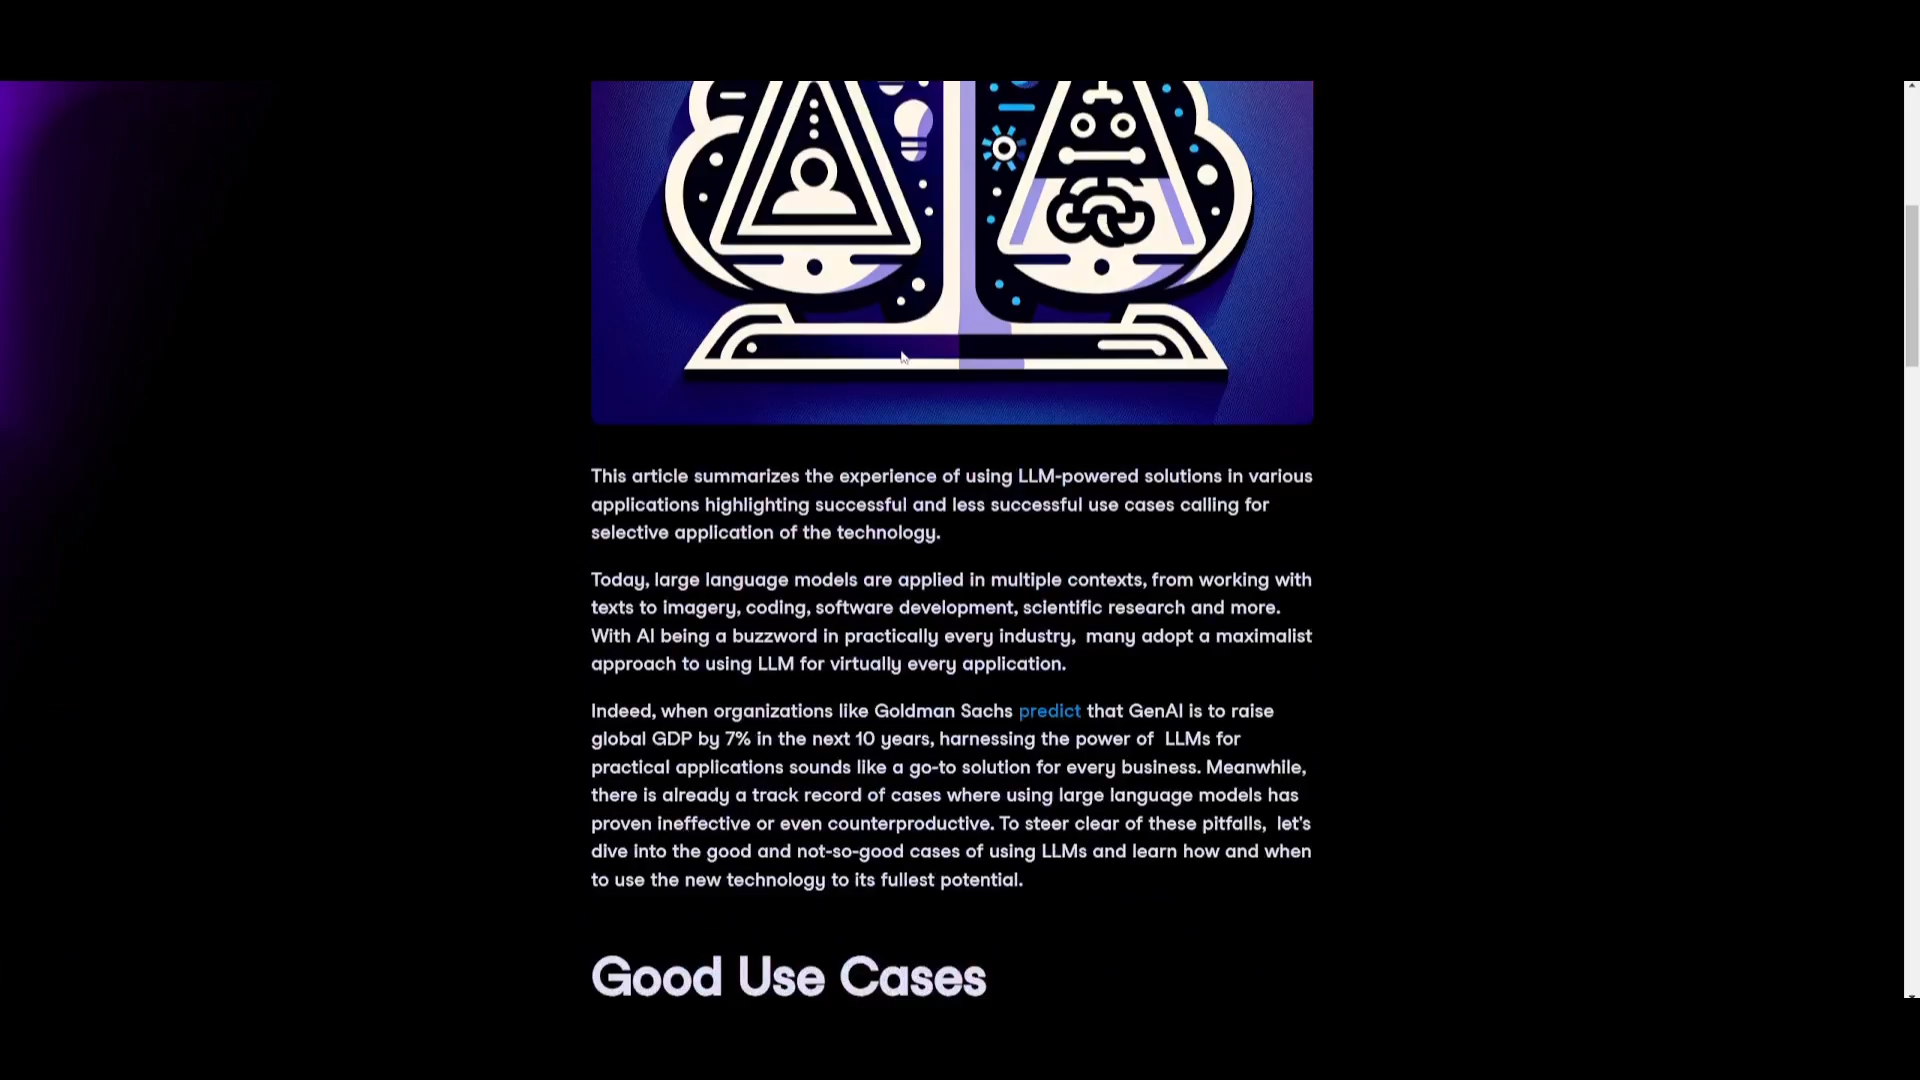 This article summarizes the experience of using LLM-powered solutions in various
applications highlighting successful and less successful use cases calling for
selective application of the technology.
Today, large language models are applied in multiple contexts, from working with
texts to imagery, coding, software development, scientific research and more.
With AI being a buzzword in practically every industry,  many adopt a maximalist
approach to using LLM for virtually every application.
Indeed, when organizations like Goldman Sachs predict that GenAI is to raise
global GDP by 7% in the next 10 years, harnessing the power of  LLMs for
practical applications sounds like a go-to solution for every business. Meanwhile,
there is already a track record of cases where using large language models has
proven ineffective or even counterproductive. To steer clear of these pitfalls,  let's
dive into the good and not-so-good cases of using LLMs and learn how and when
to use the new technology to its fullest potential.
Good Use Cases